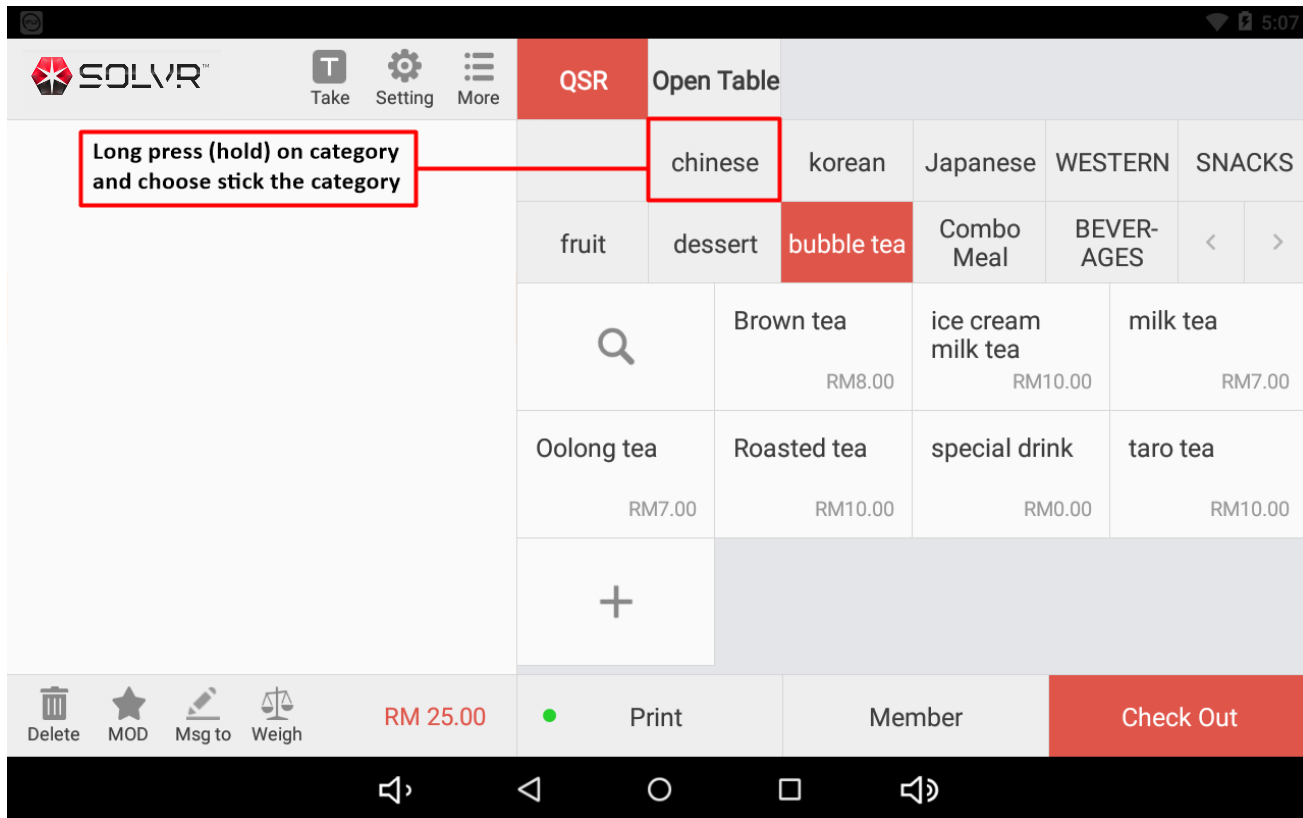 5:07
SOLVR™
T
Take
Setting
More
QSR
Open Table
Long press (hold) on category
and choose stick the category
chinese
korean
Japanese
WESTERN
SNACKS
fruit
dessert
bubble tea
Combo
Meal
BEVER-
AGES
Brown tea
RM8.00
ice cream
milk tea
RM10.00
milk tea
RM7.00
Oolong tea
RM7.00
Roasted tea
RM10.00
special drink
RM0.00
taro tea
RM10.00
Delete
MOD
Msg to
Weigh
RM 25.00
Print
Member
Check Out